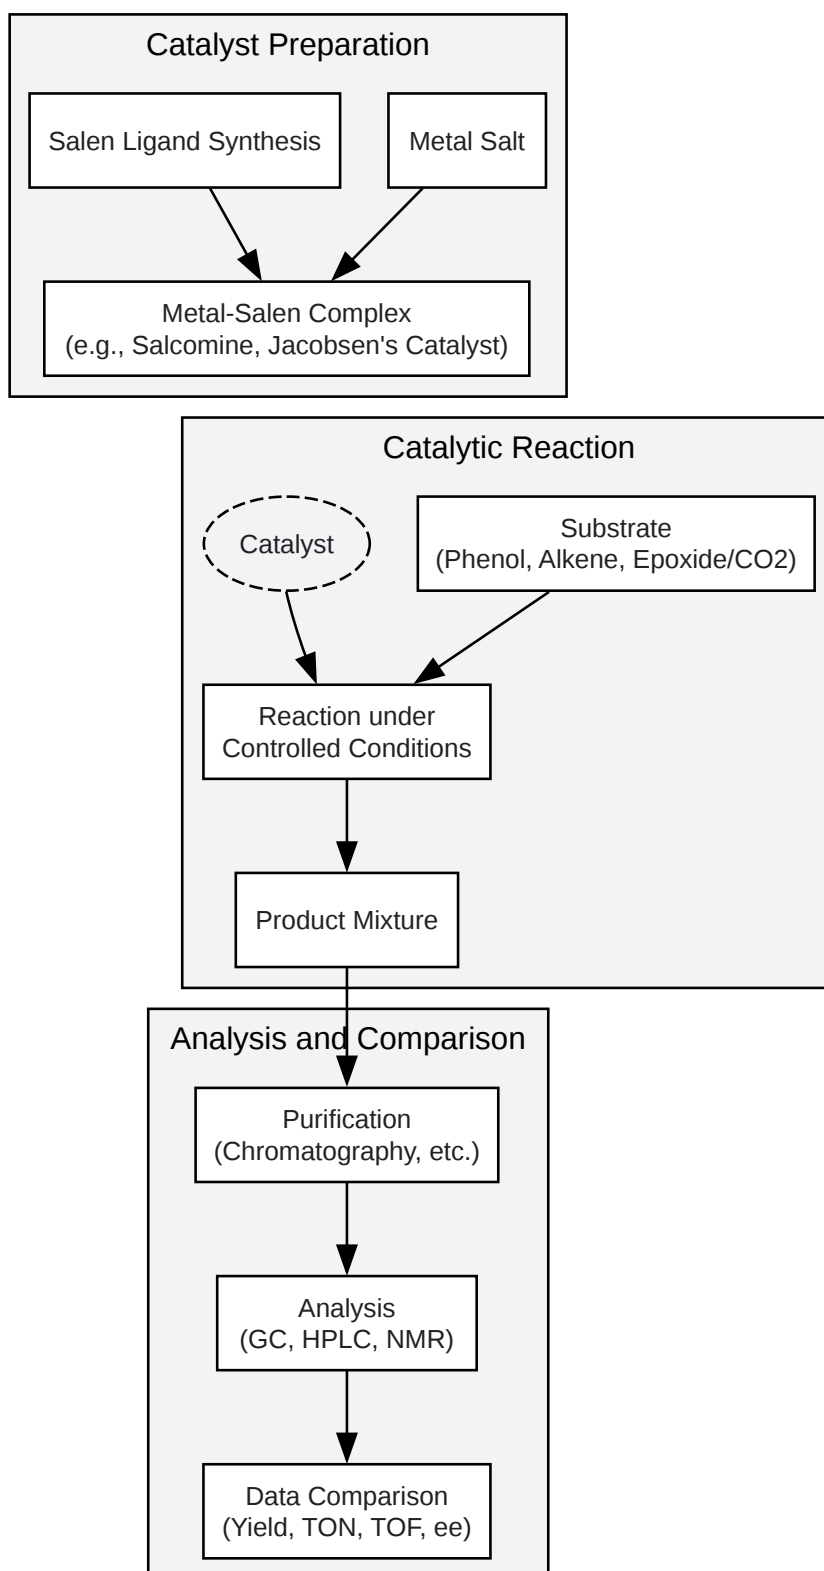 Catalyst Preparation
Salen Ligand Synthesis
Metal Salt
Metal-Salen Complex
(e.g., Salcomine, Jacobsen's Catalyst)
Catalytic Reaction
Catalyst
Substrate
(Phenol, Alkene, Epoxide/CO2)
Reaction under
Controlled Conditions
Product Mixture
Analysis and Comparison
Purification
(Chromatography, etc.)
Analysis
(GC, HPLC, NMR)
Data Comparison
(Yield, TON, TOF, ee)